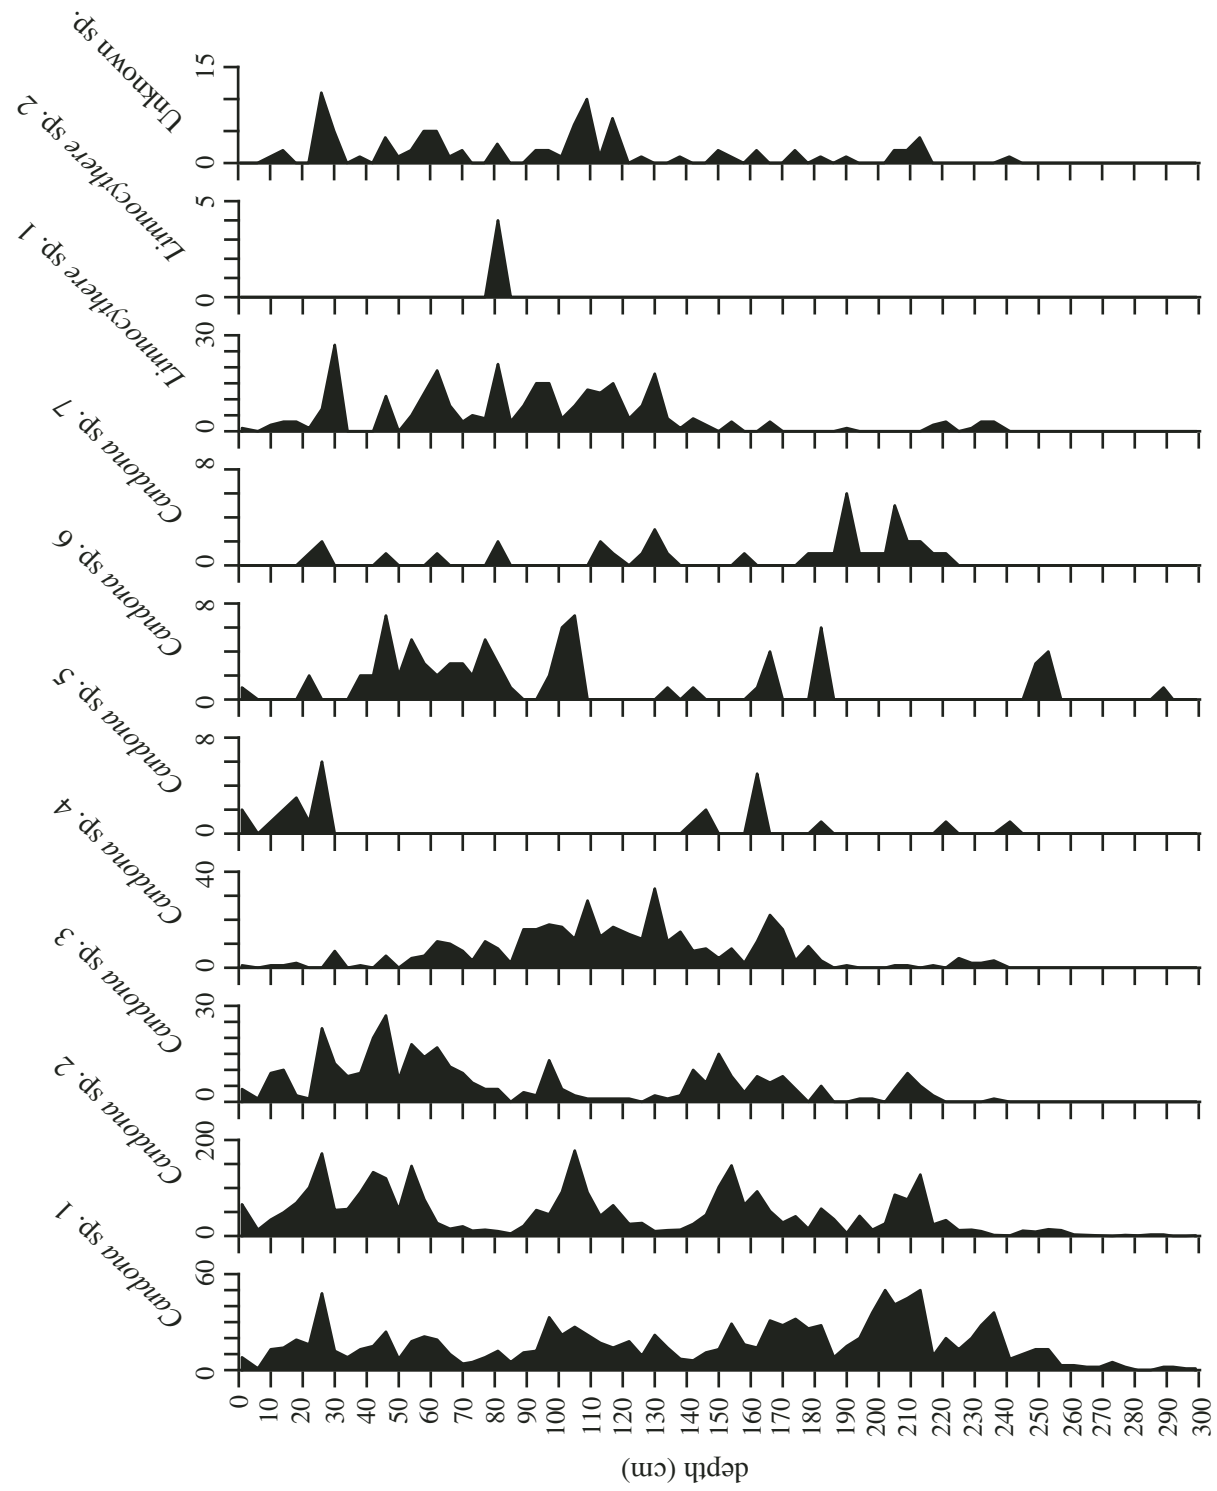 Unknown sp.
0 15
Limnocythere sp. 2
0 5
Limnocythere sp. 1
0 30
Candona sp. 7
0 8
Candona sp. 6
0 8
Candona sp. 5
0 8
Candona sp. 4
0 40
Candona sp. 3
0 30
Candona sp. 2
0 200
Candona sp. 1
0 60
0 10 20 30 40 50 60 70 80 90 100 110 120 130 140 150 160 170 180 190 200 210 220 230 240 250 260 270 280 290 300
depth (cm)